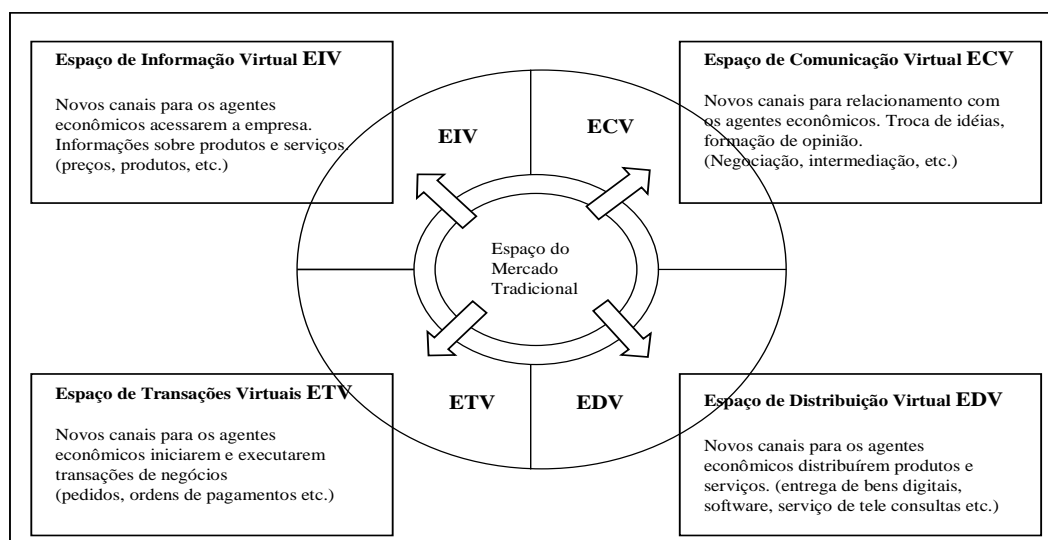 Espaço de Informação Virtual EIV
Novos canais para os agentes
econômicos acessarem a empresa.
Informações sobre produtos e serviços.
(preços, produtos, etc.)
Espaço de Comunicação Virtual ECV
Novos canais para relacionamento com
os agentes econômicos. Troca de idéias,
formação de opinião.
(Negociação, intermediação, etc.)
EIV
ECV
Espaço do
Mercado
Tradicional
ETV
EDV
Espaço de Transações Virtuais ETV
Novos canais para os agentes
econômicos iniciarem e executarem
transações de negócios
(pedidos, ordens de pagamentos etc.)
Espaço de Distribuição Virtual EDV
Novos canais para os agentes
econômicos distribuírem produtos e
serviços. (entrega de bens digitais,
software, serviço de tele consultas etc.)